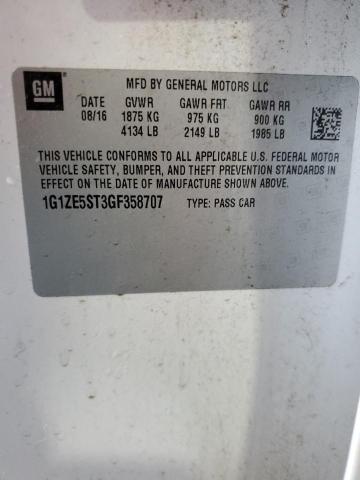 GM
MFD BY GENERAL MOTORS LLC
DATE GVWR GAWR FRT GAWR RR
08/16 1875 KG 975 KG 900 KG
4134 LB 2149 LB 1985 LB
THIS VEHICLE CONFORMS TO ALL APPLICABLE U.S. FEDERAL MOTOR
VEHICLE SAFETY, BUMPER, AND THEFT PREVENTION STANDARDS
IN EFFECT ON THE DATE OF MANUFACTURE SHOWN ABOVE.
1G1ZE5ST3GF358707 TYPE: PASS CAR